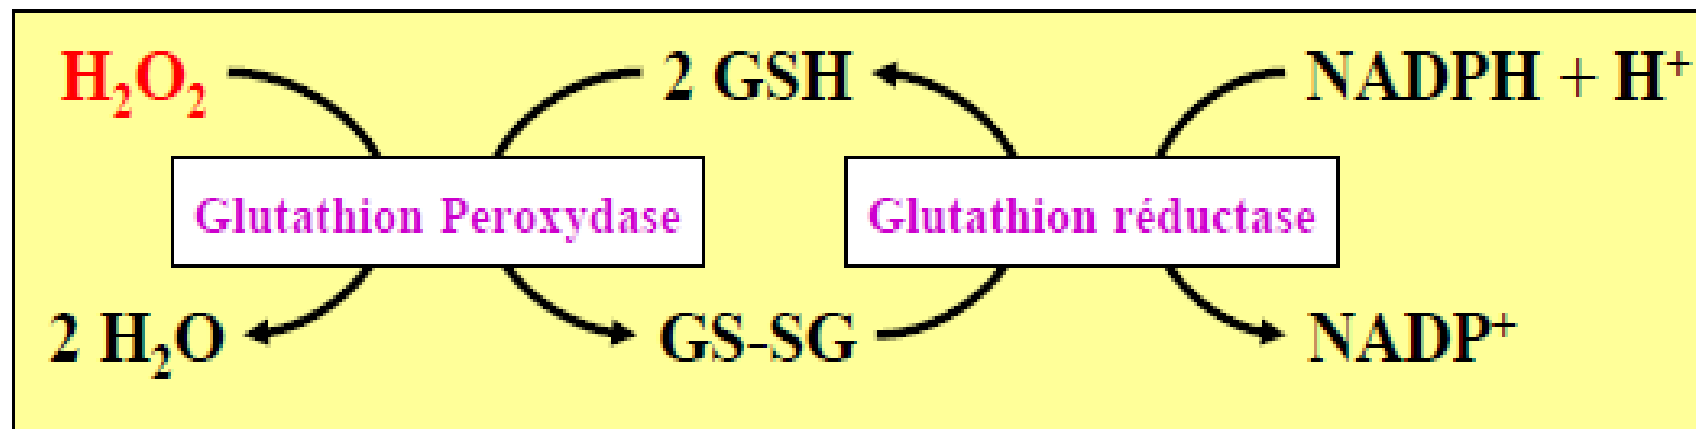 H₂O₂ 2 GSH NADPH + H⁺
Glutathion Peroxydase Glutathion réductase
2 H₂O GS-SG NADP⁺